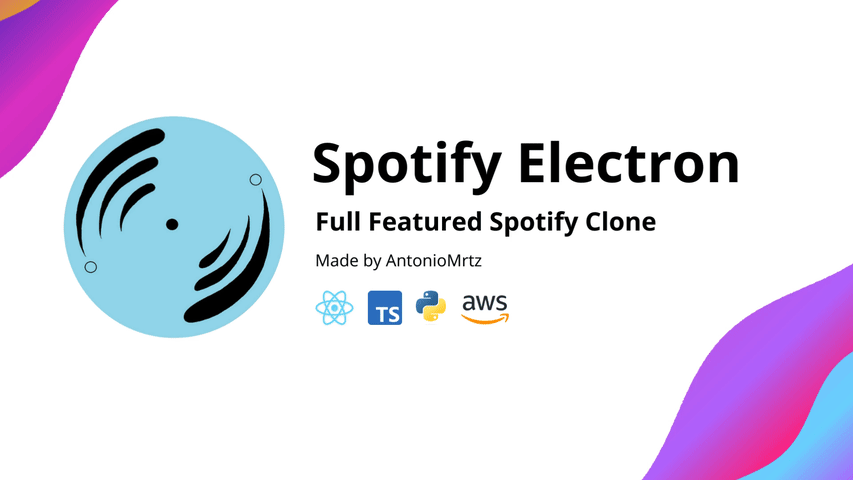 Spotify Electron
Full Featured Spotify Clone
Made by AntonioMrtz
TS
aws